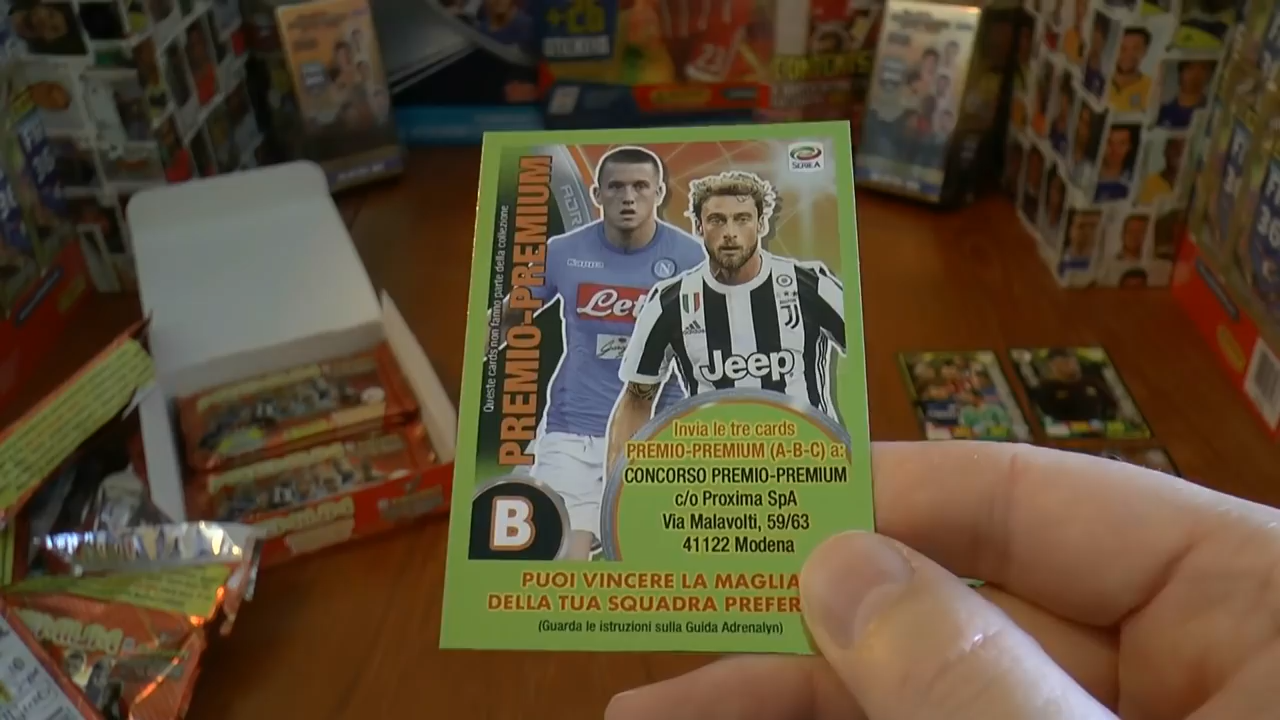 PREMIO-PREMIUM
Queste cards non fanno parte della collezione
SERIE A
Kappa
N
Lete
adidas
Jeep
Invia le tre cards
PREMIO-PREMIUM (A-B-C) a:
CONCORSO PREMIO-PREMIUM
c/o Proxima SpA
Via Malavolti, 59/63
41122 Modena
B
PUOI VINCERE LA MAGLIA
DELLA TUA SQUADRA PREFER
(Guarda le istruzioni sulla Guida Adrenalyn)